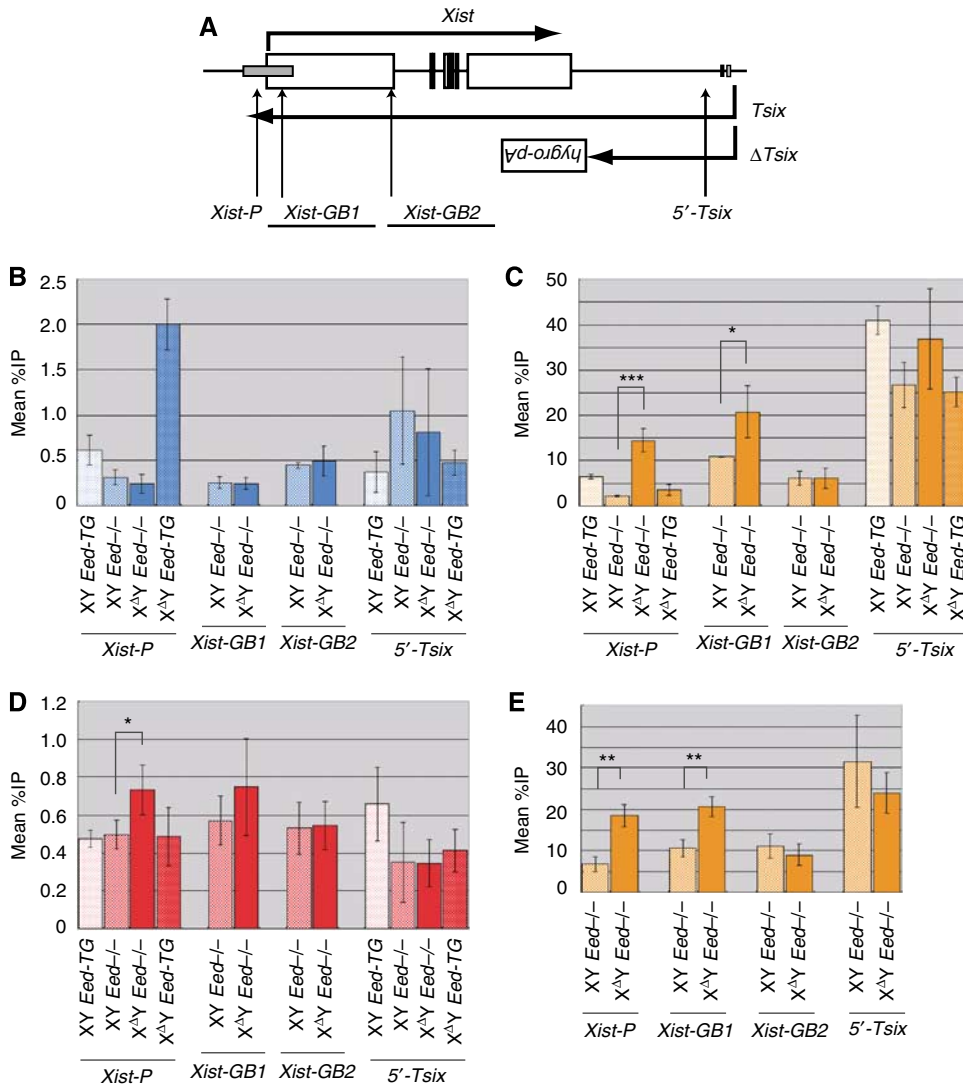 A
Xist
Tsix
ΔTsix
hygro-pA
Xist-P
Xist-GB1
Xist-GB2
5′-Tsix
B
Mean %IP
2.5
2.0
1.0
0.5
0
XY Eed-TG
XY Eed–/–
XΔY Eed–/–
XΔY Eed-TG
XY Eed–/–
XΔY Eed–/–
XY Eed–/–
XΔY Eed–/–
XY Eed-TG
XY Eed–/–
XΔY Eed–/–
XΔY Eed-TG
Xist-P
Xist-GB1
Xist-GB2
5′-Tsix
C
Mean %IP
50
40
30
20
10
0
***
*
XY Eed-TG
XY Eed–/–
XΔY Eed–/–
XΔY Eed-TG
XY Eed–/–
XΔY Eed–/–
XY Eed–/–
XΔY Eed–/–
XY Eed-TG
XY Eed–/–
XΔY Eed–/–
XΔY Eed-TG
Xist-P
Xist-GB1
Xist-GB2
5′-Tsix
D
Mean %IP
1.2
1.0
0.8
0.6
0.4
0.2
0
*
XY Eed-TG
XY Eed–/–
XΔY Eed–/–
XΔY Eed-TG
XY Eed–/–
XΔY Eed–/–
XY Eed–/–
XΔY Eed–/–
XY Eed-TG
XY Eed–/–
XΔY Eed–/–
XΔY Eed-TG
Xist-P
Xist-GB1
Xist-GB2
5′-Tsix
E
Mean %IP
40
30
20
10
0
**
**
XY Eed–/–
XΔY Eed–/–
XY Eed–/–
XΔY Eed–/–
XY Eed–/–
XΔY Eed–/–
XY Eed–/–
XΔY Eed–/–
Xist-P
Xist-GB1
Xist-GB2
5′-Tsix